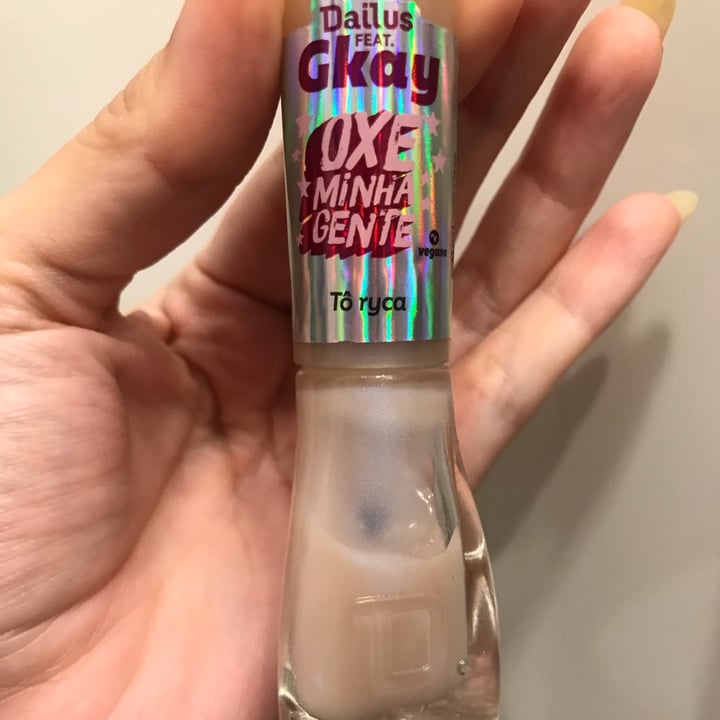 Dailus
FEAT.
Gkay
OXE
MINHA
GENTE
vegano
Tô ryca
D